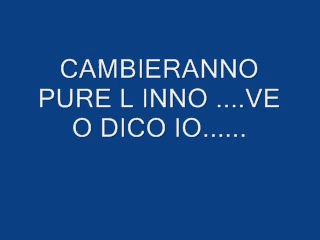 CAMBIERANNO
PURE L INNO ....VE
O DICO IO......